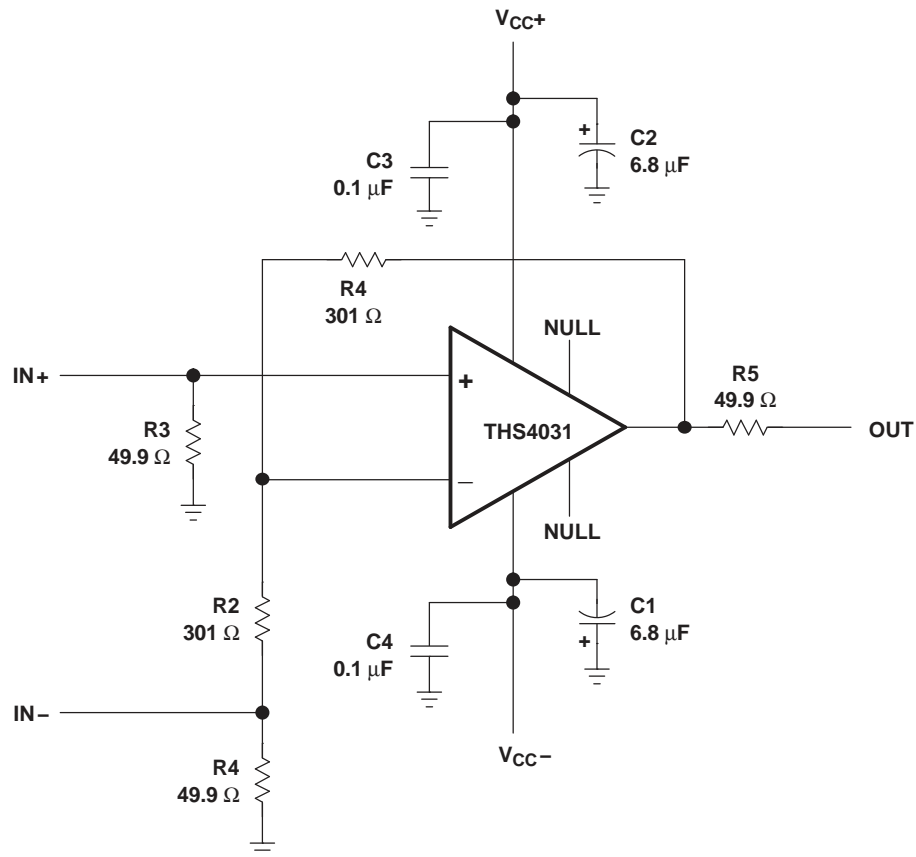 VCC+
C2
6.8 μF
+
C3
0.1 μF
R4
301 Ω
NULL
IN+
R3
49.9 Ω
+
THS4031
−
R5
49.9 Ω
OUT
NULL
R2
301 Ω
C4
0.1 μF
C1
6.8 μF
+
IN−
VCC−
R4
49.9 Ω